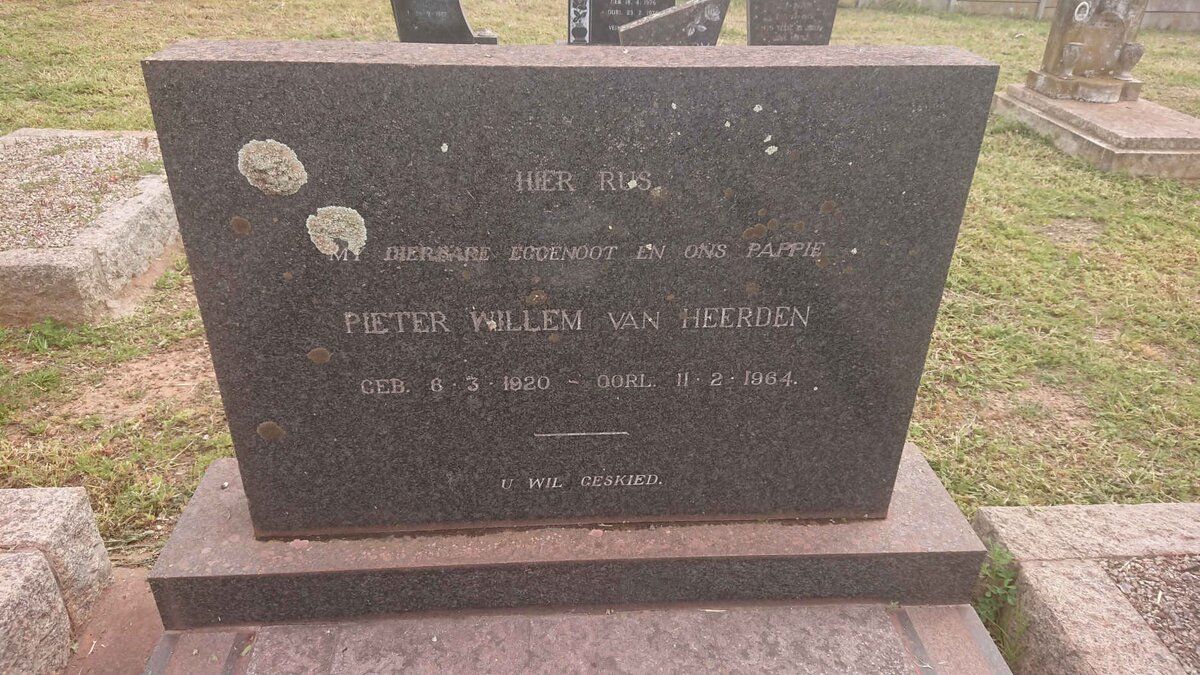 HIER RUS
MY DIERBARE EGGENOOT EN ONS PAPPIE
PIETER WILLEM VAN HEERDEN
GEB. 6·3·1920 - OORL. 11·2·1964.
U WIL GESKIED.